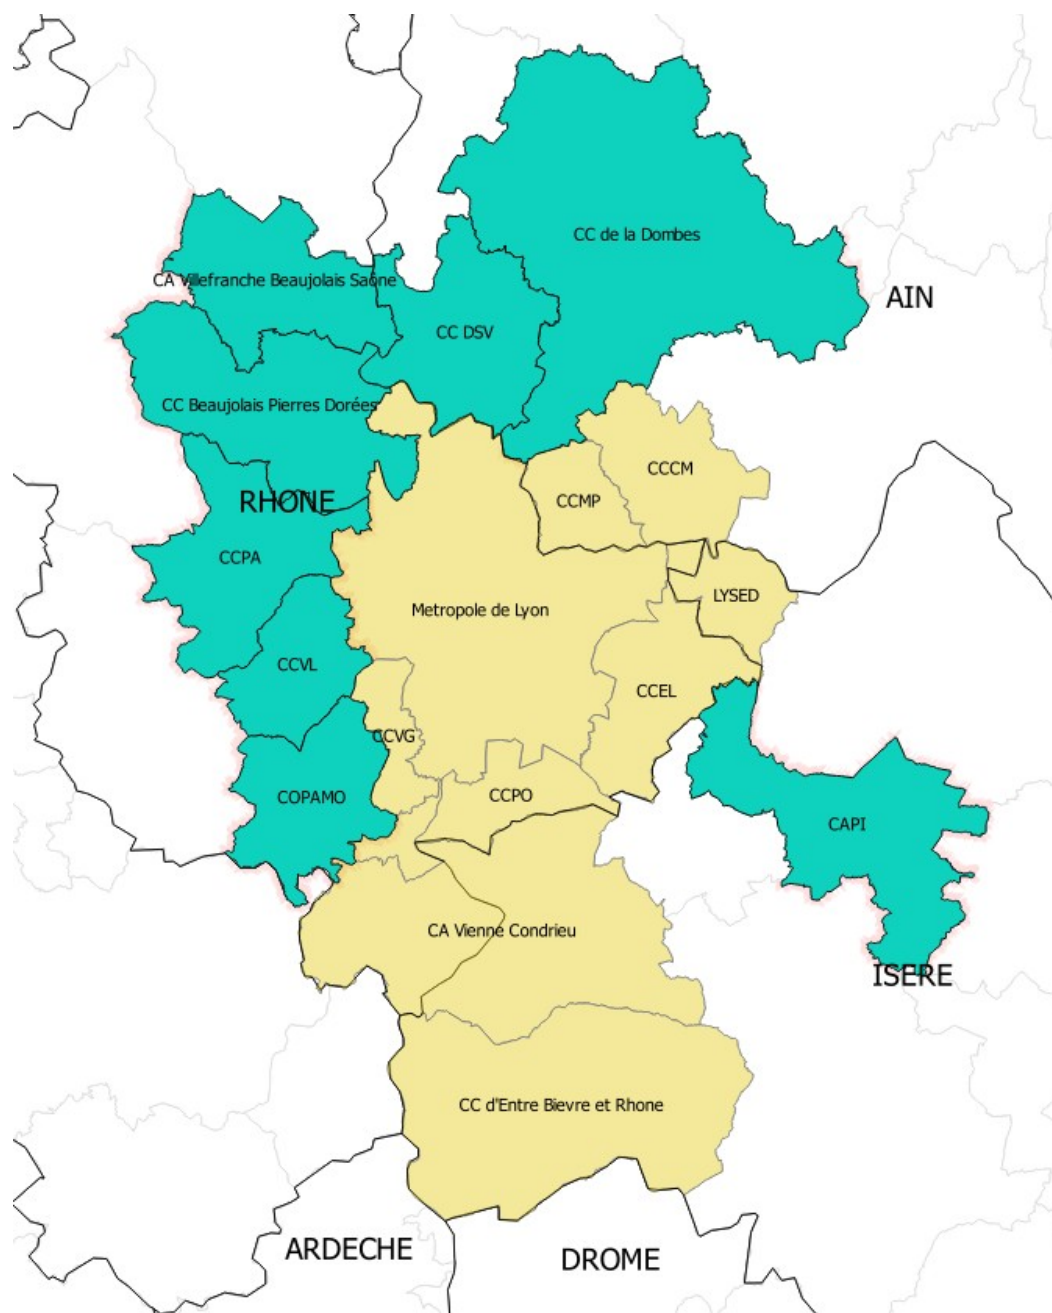 CC de la Dombes
CA Villefranche Beaujolais Saône
AIN
CC DSV
CC Beaujolais Pierres Dorées
CCCM
RHONE
CCMP
CCPA
LYSED
Metropole de Lyon
CCVL
CCEL
CCVG
CCPO
COPAMO
CAPI
CA Vienne Condrieu
ISERE
CC d'Entre Bievre et Rhone
ARDECHE
DROME